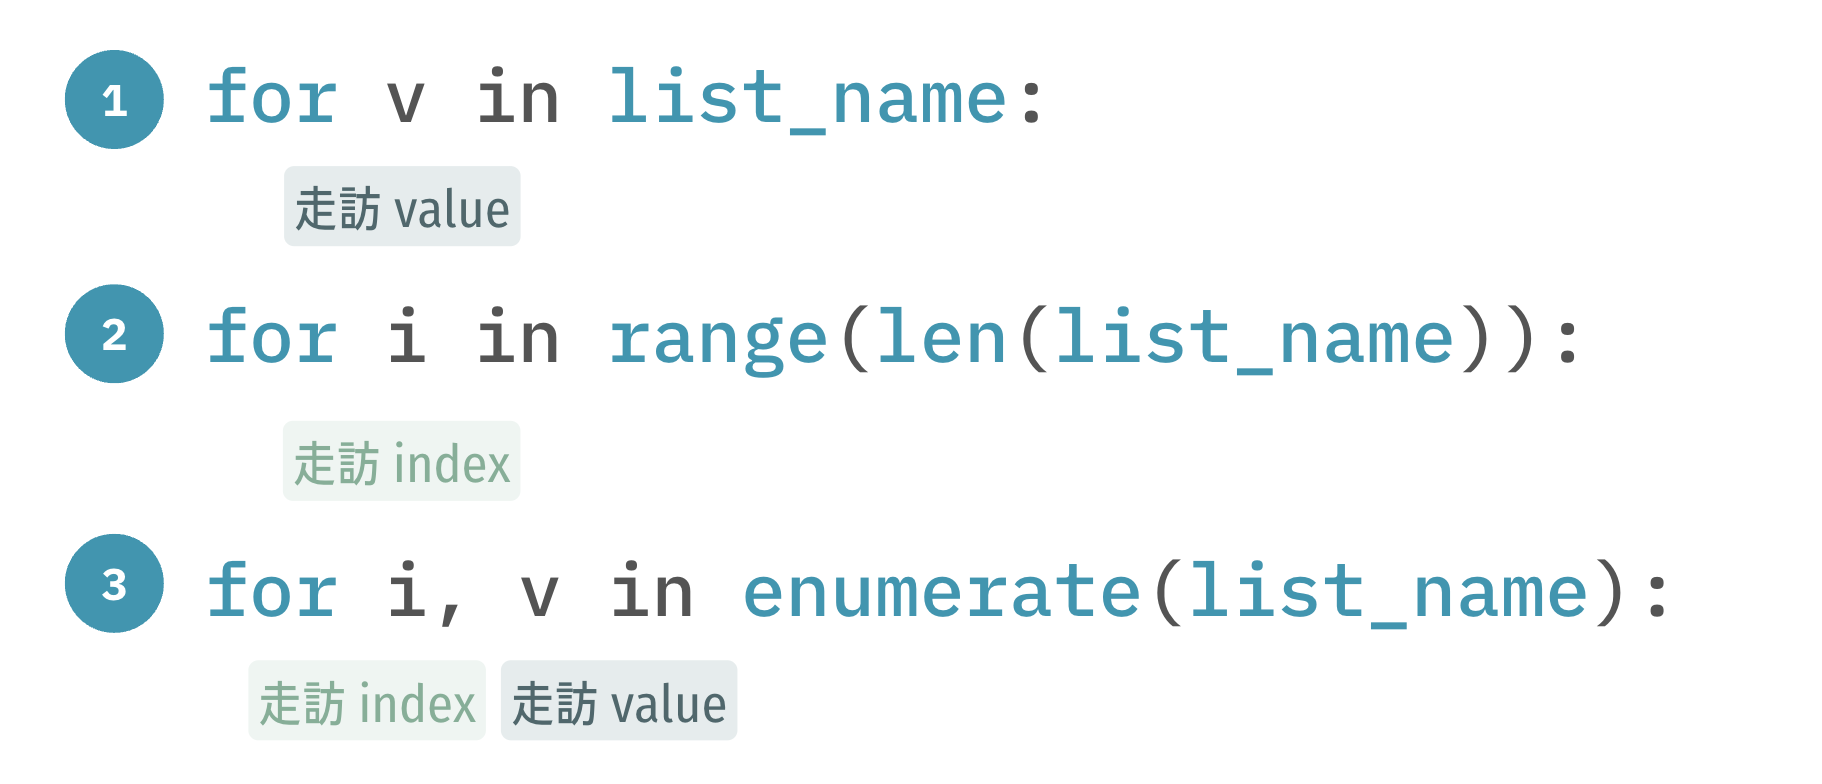 1 for v in list_name:
走訪 value
2 for i in range(len(list_name)):
走訪 index
3 for i, v in enumerate(list_name):
走訪 index 走訪 value